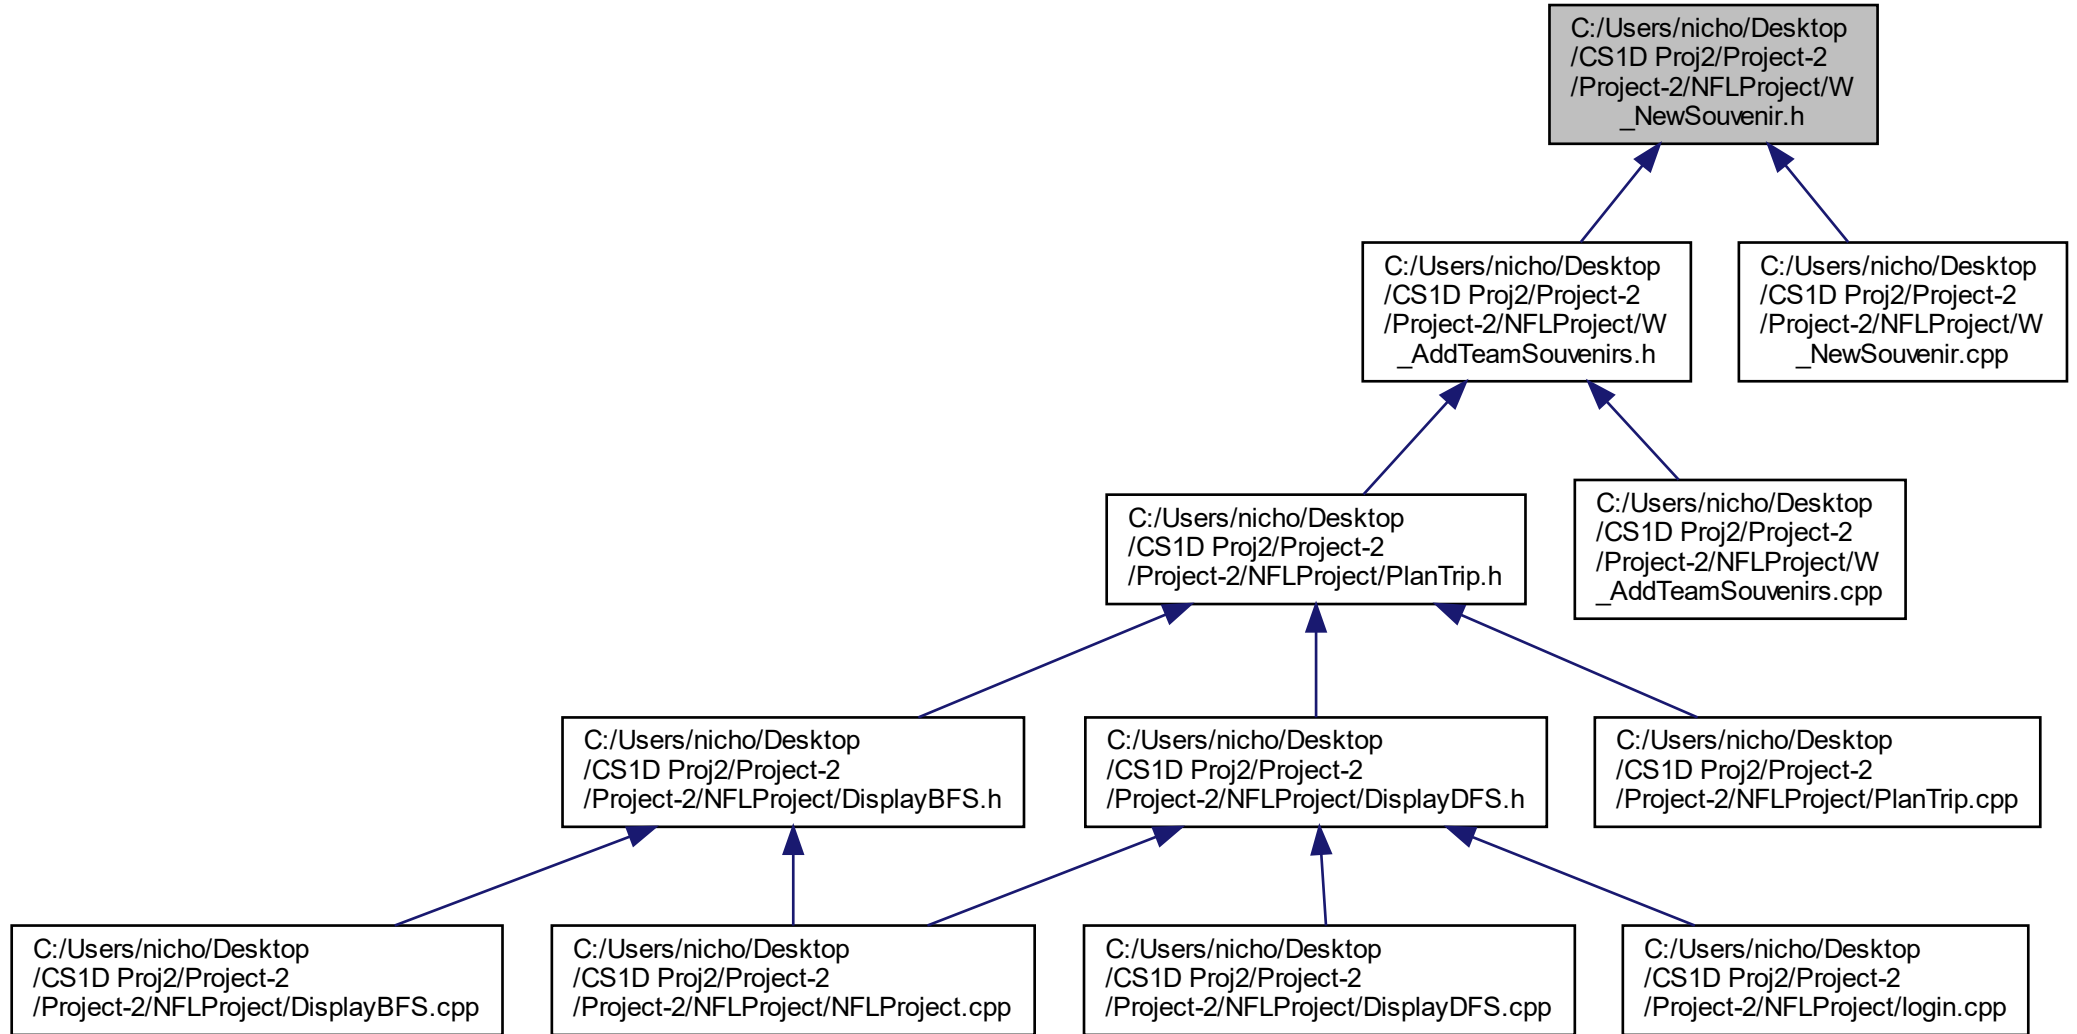 C:/Users/nicho/Desktop
/CS1D Proj2/Project-2
/Project-2/NFLProject/W
_NewSouvenir.h
C:/Users/nicho/Desktop
/CS1D Proj2/Project-2
/Project-2/NFLProject/W
_AddTeamSouvenirs.h
C:/Users/nicho/Desktop
/CS1D Proj2/Project-2
/Project-2/NFLProject/W
_NewSouvenir.cpp
C:/Users/nicho/Desktop
/CS1D Proj2/Project-2
/Project-2/NFLProject/PlanTrip.h
C:/Users/nicho/Desktop
/CS1D Proj2/Project-2
/Project-2/NFLProject/W
_AddTeamSouvenirs.cpp
C:/Users/nicho/Desktop
/CS1D Proj2/Project-2
/Project-2/NFLProject/DisplayBFS.h
C:/Users/nicho/Desktop
/CS1D Proj2/Project-2
/Project-2/NFLProject/DisplayDFS.h
C:/Users/nicho/Desktop
/CS1D Proj2/Project-2
/Project-2/NFLProject/PlanTrip.cpp
C:/Users/nicho/Desktop
/CS1D Proj2/Project-2
/Project-2/NFLProject/DisplayBFS.cpp
C:/Users/nicho/Desktop
/CS1D Proj2/Project-2
/Project-2/NFLProject/NFLProject.cpp
C:/Users/nicho/Desktop
/CS1D Proj2/Project-2
/Project-2/NFLProject/DisplayDFS.cpp
C:/Users/nicho/Desktop
/CS1D Proj2/Project-2
/Project-2/NFLProject/login.cpp